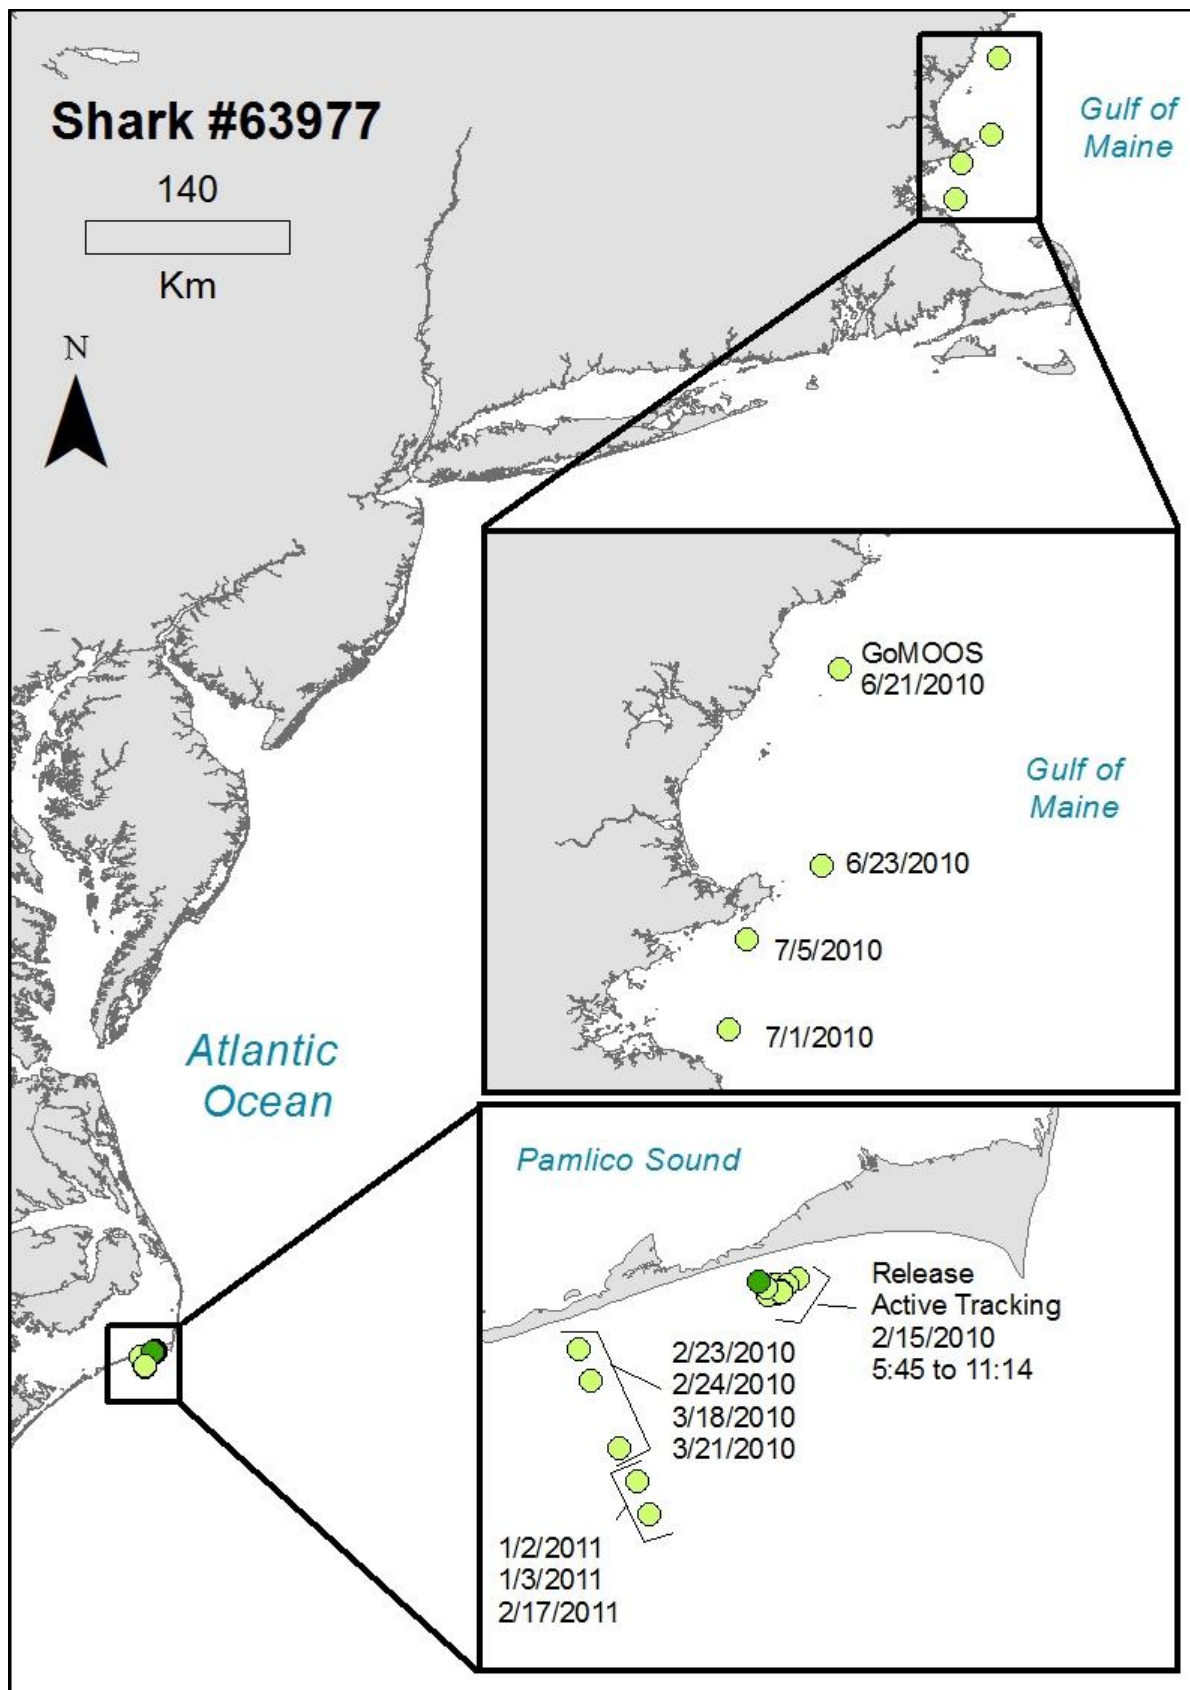 Shark #63977
140
Km
N
Gulf of
Maine
GoMOOS
6/21/2010
Gulf of
Maine
6/23/2010
7/5/2010
7/1/2010
Atlantic
Ocean
Pamlico Sound
Release
Active Tracking
2/15/2010
5:45 to 11:14
2/23/2010
2/24/2010
3/18/2010
3/21/2010
1/2/2011
1/3/2011
2/17/2011